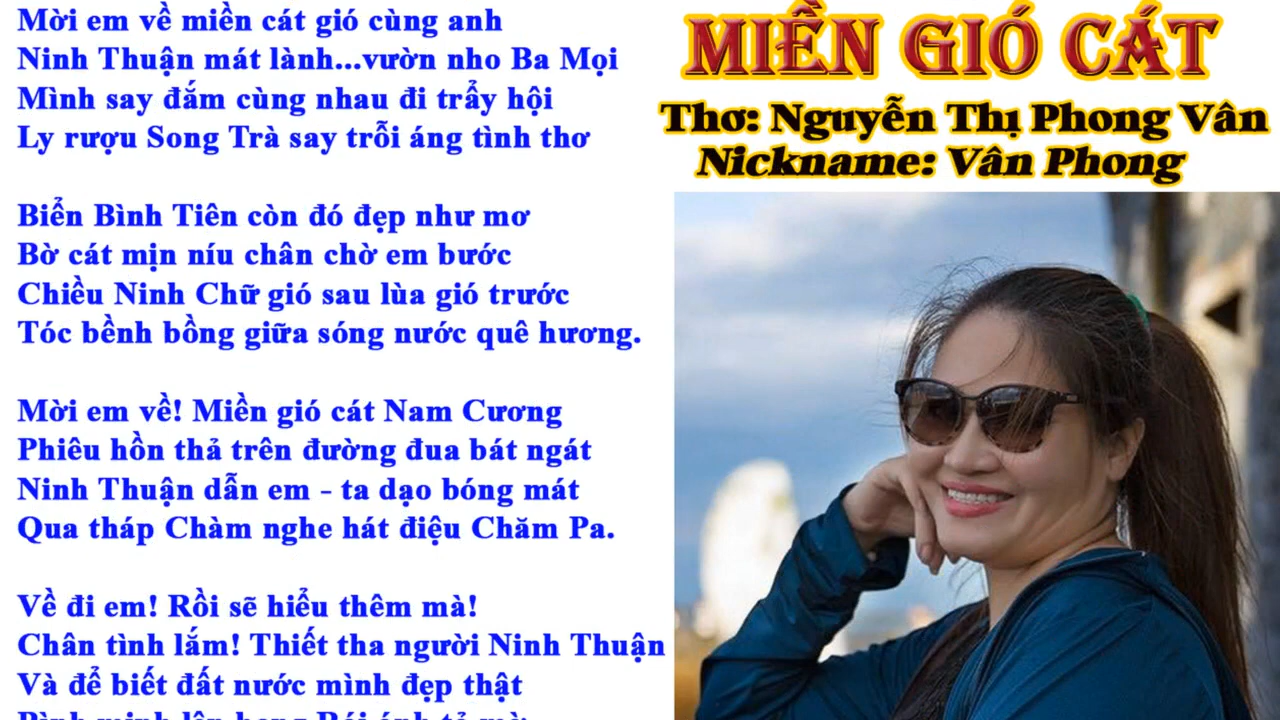 Mời em về miền cát gió cùng anh
Ninh Thuận mát lành...vườn nho Ba Mọi
Mình say đắm cùng nhau đi trẩy hội
Ly rượu Song Trà say trỗi áng tình thơ
Biển Bình Tiên còn đó đẹp như mơ
Bờ cát mịn níu chân chờ em bước
Chiều Ninh Chữ gió sau lùa gió trước
Tóc bềnh bồng giữa sóng nước quê hương.
Mời em về! Miền gió cát Nam Cương
Phiêu hồn thả trên đường đua bát ngát
Ninh Thuận dẫn em - ta dạo bóng mát
Qua tháp Chàm nghe hát điệu Chăm Pa.
Về đi em! Rồi sẽ hiểu thêm mà!
Chân tình lắm! Thiết tha người Ninh Thuận
Và để biết đất nước mình đẹp thật
MIỀN GIÓ CÁT
Thơ: Nguyễn Thị Phong Vân
Nickname: Vân Phong